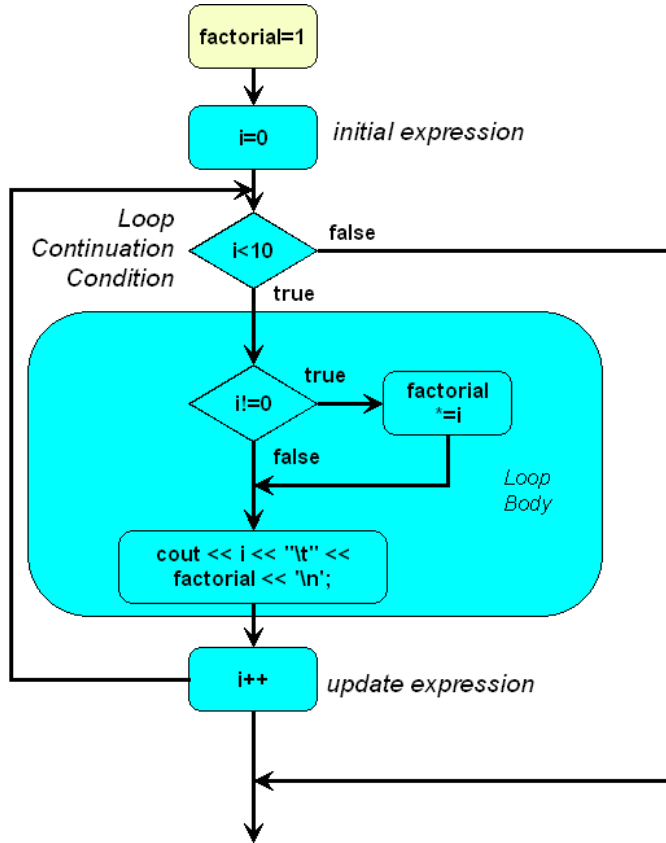 factorial=1
i=0
initial expression
Loop
Continuation
Condition
i<10
false
true
i!=0
true
factorial
*=i
false
Loop
Body
cout << i << "\t" <<
factorial << '\n';
i++
update expression